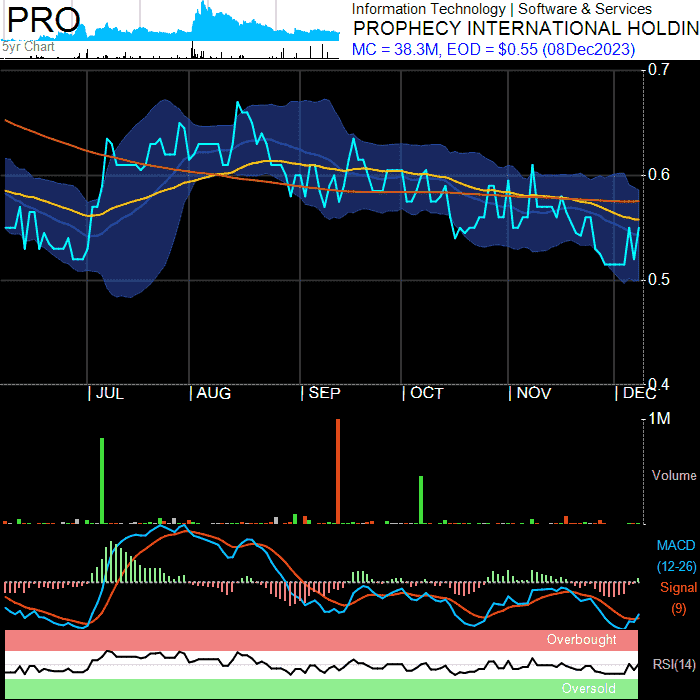 PRO
5yr Chart
Information Technology | Software & Services
PROPHECY INTERNATIONAL HOLDIN
MC = 38.3M, EOD = $0.55 (08Dec2023)
0.7
0.6
0.5
0.4
| JUL | AUG | SEP | OCT | NOV | DEC
1M
Volume
MACD
(12-26)
Signal
(9)
Overbought
RSI(14)
Oversold